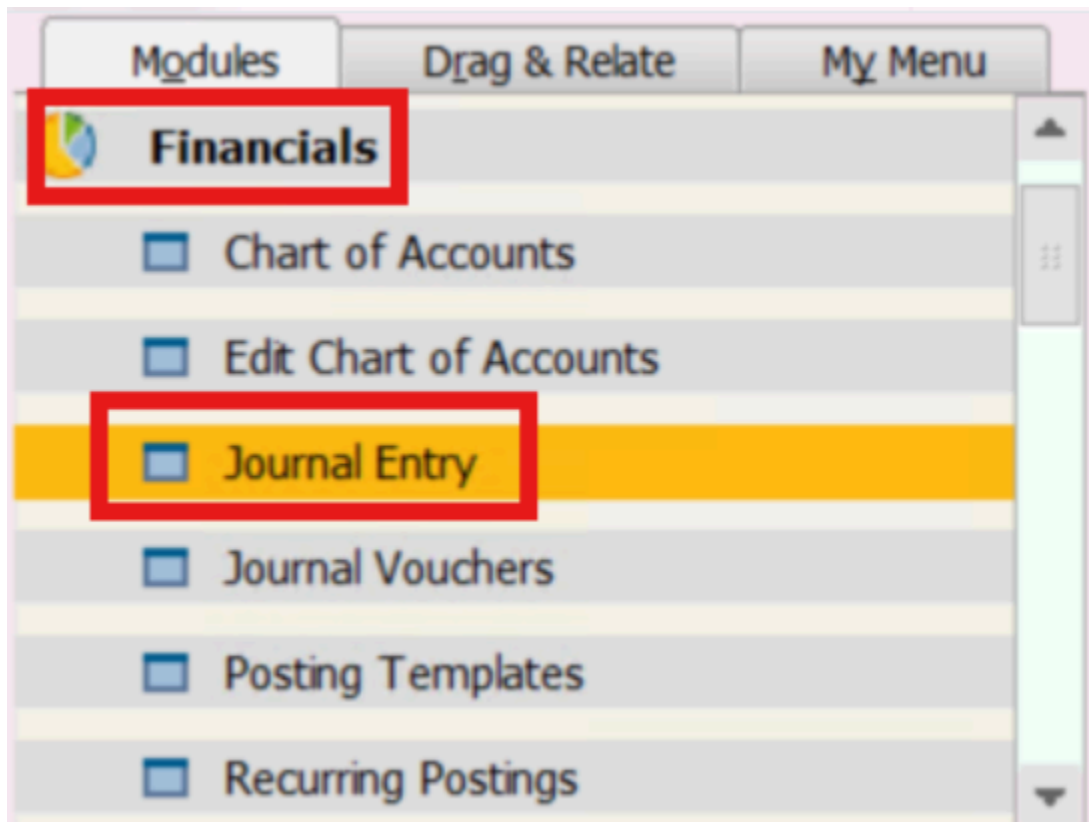 Modules Drag & Relate My Menu
Financials
Chart of Accounts
Edit Chart of Accounts
Journal Entry
Journal Vouchers
Posting Templates
Recurring Postings